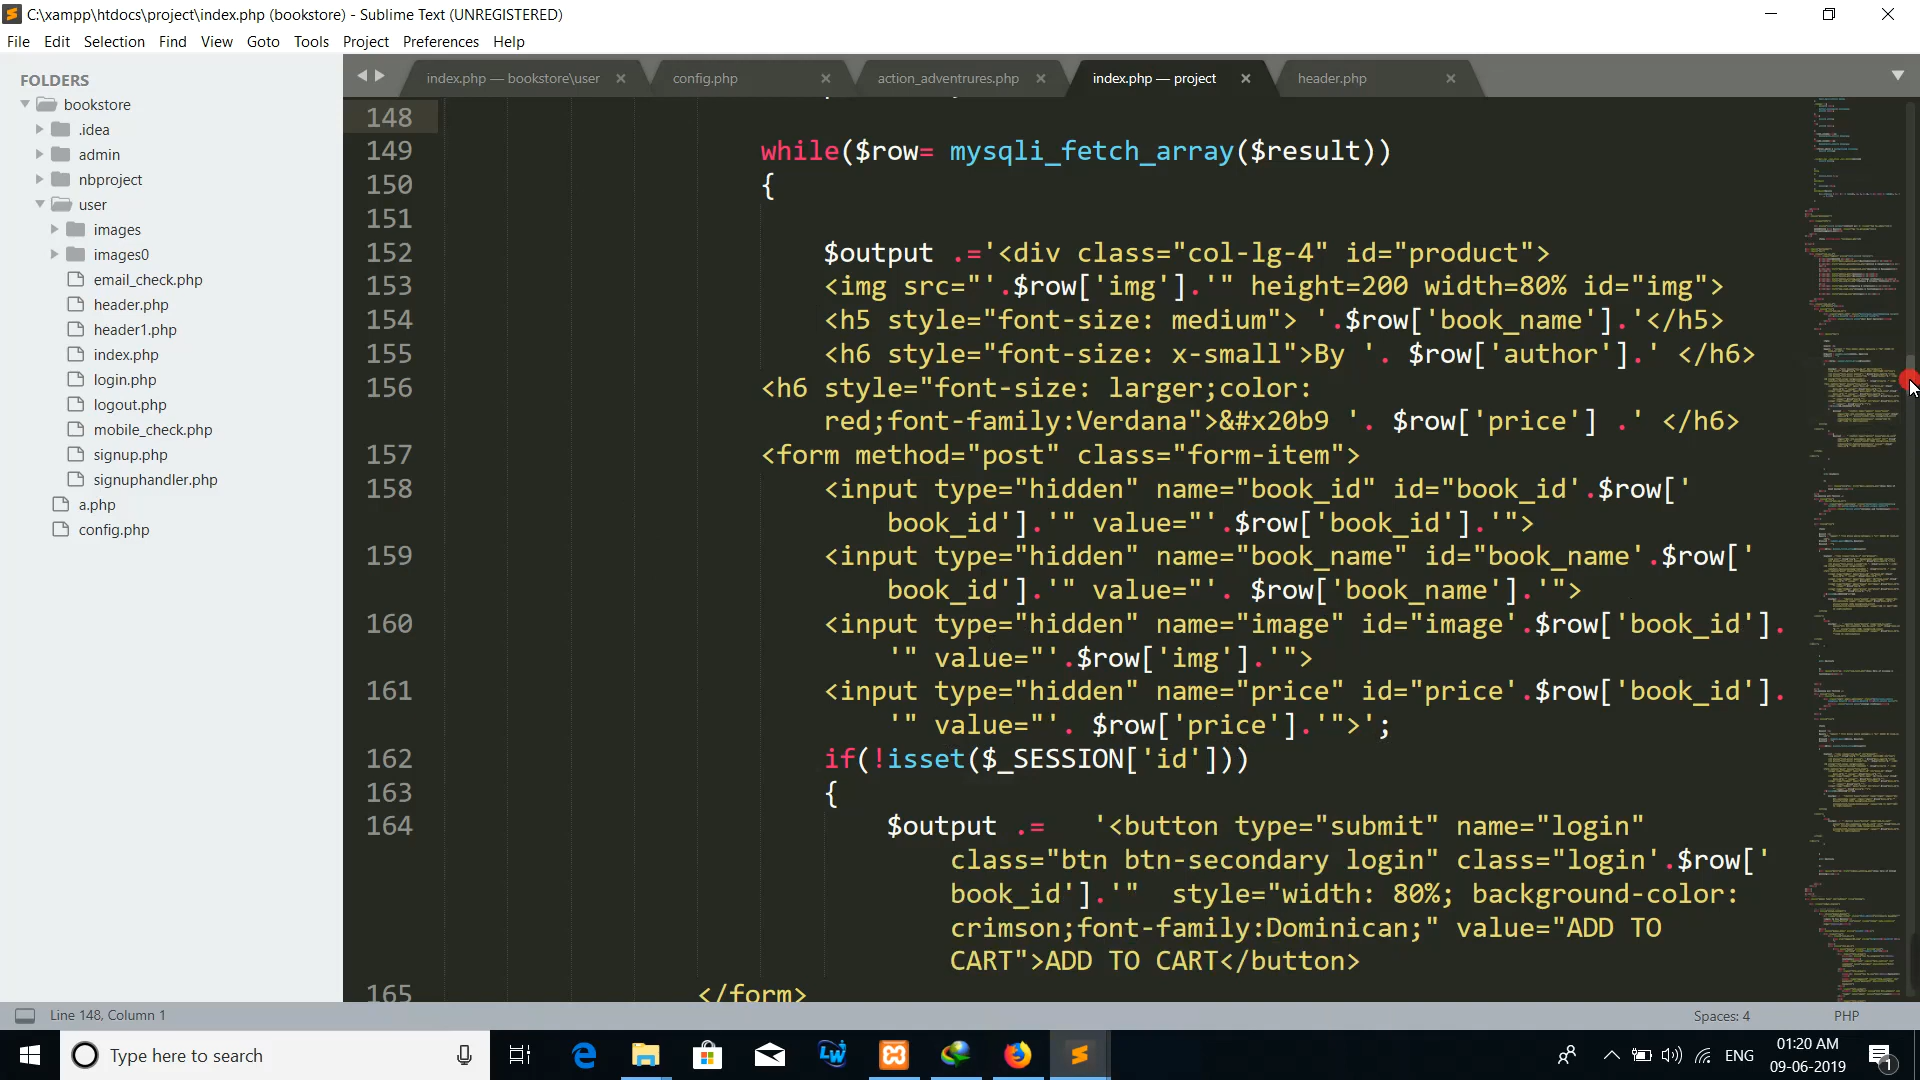 C:\xampp\htdocs\project\index.php (bookstore) - Sublime Text (UNREGISTERED)
File Edit Selection Find View Goto Tools Project Preferences Help
FOLDERS
bookstore
.idea
admin
nbproject
user
images
images0
email_check.php
header.php
header1.php
index.php
login.php
logout.php
mobile_check.php
signup.php
signuphandler.php
a.php
config.php
index.php — bookstore\user × config.php × action_adventrures.php × index.php — project × header.php ×
148
149 while($row= mysqli_fetch_array($result))
150 {
151
152 $output .='<div class="col-lg-4" id="product">
153 <img src="'.$row['img'].'" height=200 width=80% id="img">
154 <h5 style="font-size: medium"> '.$row['book_name'].'</h5>
155 <h6 style="font-size: x-small">By '. $row['author'].' </h6>
156 <h6 style="font-size: larger;color:
red;font-family:Verdana">&#x20b9 '. $row['price'] .' </h6>
157 <form method="post" class="form-item">
158 <input type="hidden" name="book_id" id="book_id'.$row['
book_id'].'" value="'.$row['book_id'].'">
159 <input type="hidden" name="book_name" id="book_name'.$row['
book_id'].'" value="'. $row['book_name'].'">
160 <input type="hidden" name="image" id="image'.$row['book_id'].
'" value="'.$row['img'].'">
161 <input type="hidden" name="price" id="price'.$row['book_id'].
'" value="'. $row['price'].'">';
162 if(!isset($_SESSION['id']))
163 {
164 $output .= '<button type="submit" name="login"
class="btn btn-secondary login" class="login'.$row['
book_id'].'" style="width: 80%; background-color:
crimson;font-family:Dominican;" value="ADD TO
CART">ADD TO CART</button>
165 </form>
Line 148, Column 1 Spaces: 4 PHP
Type here to search
ENG
01:20 AM
09-06-2019
1